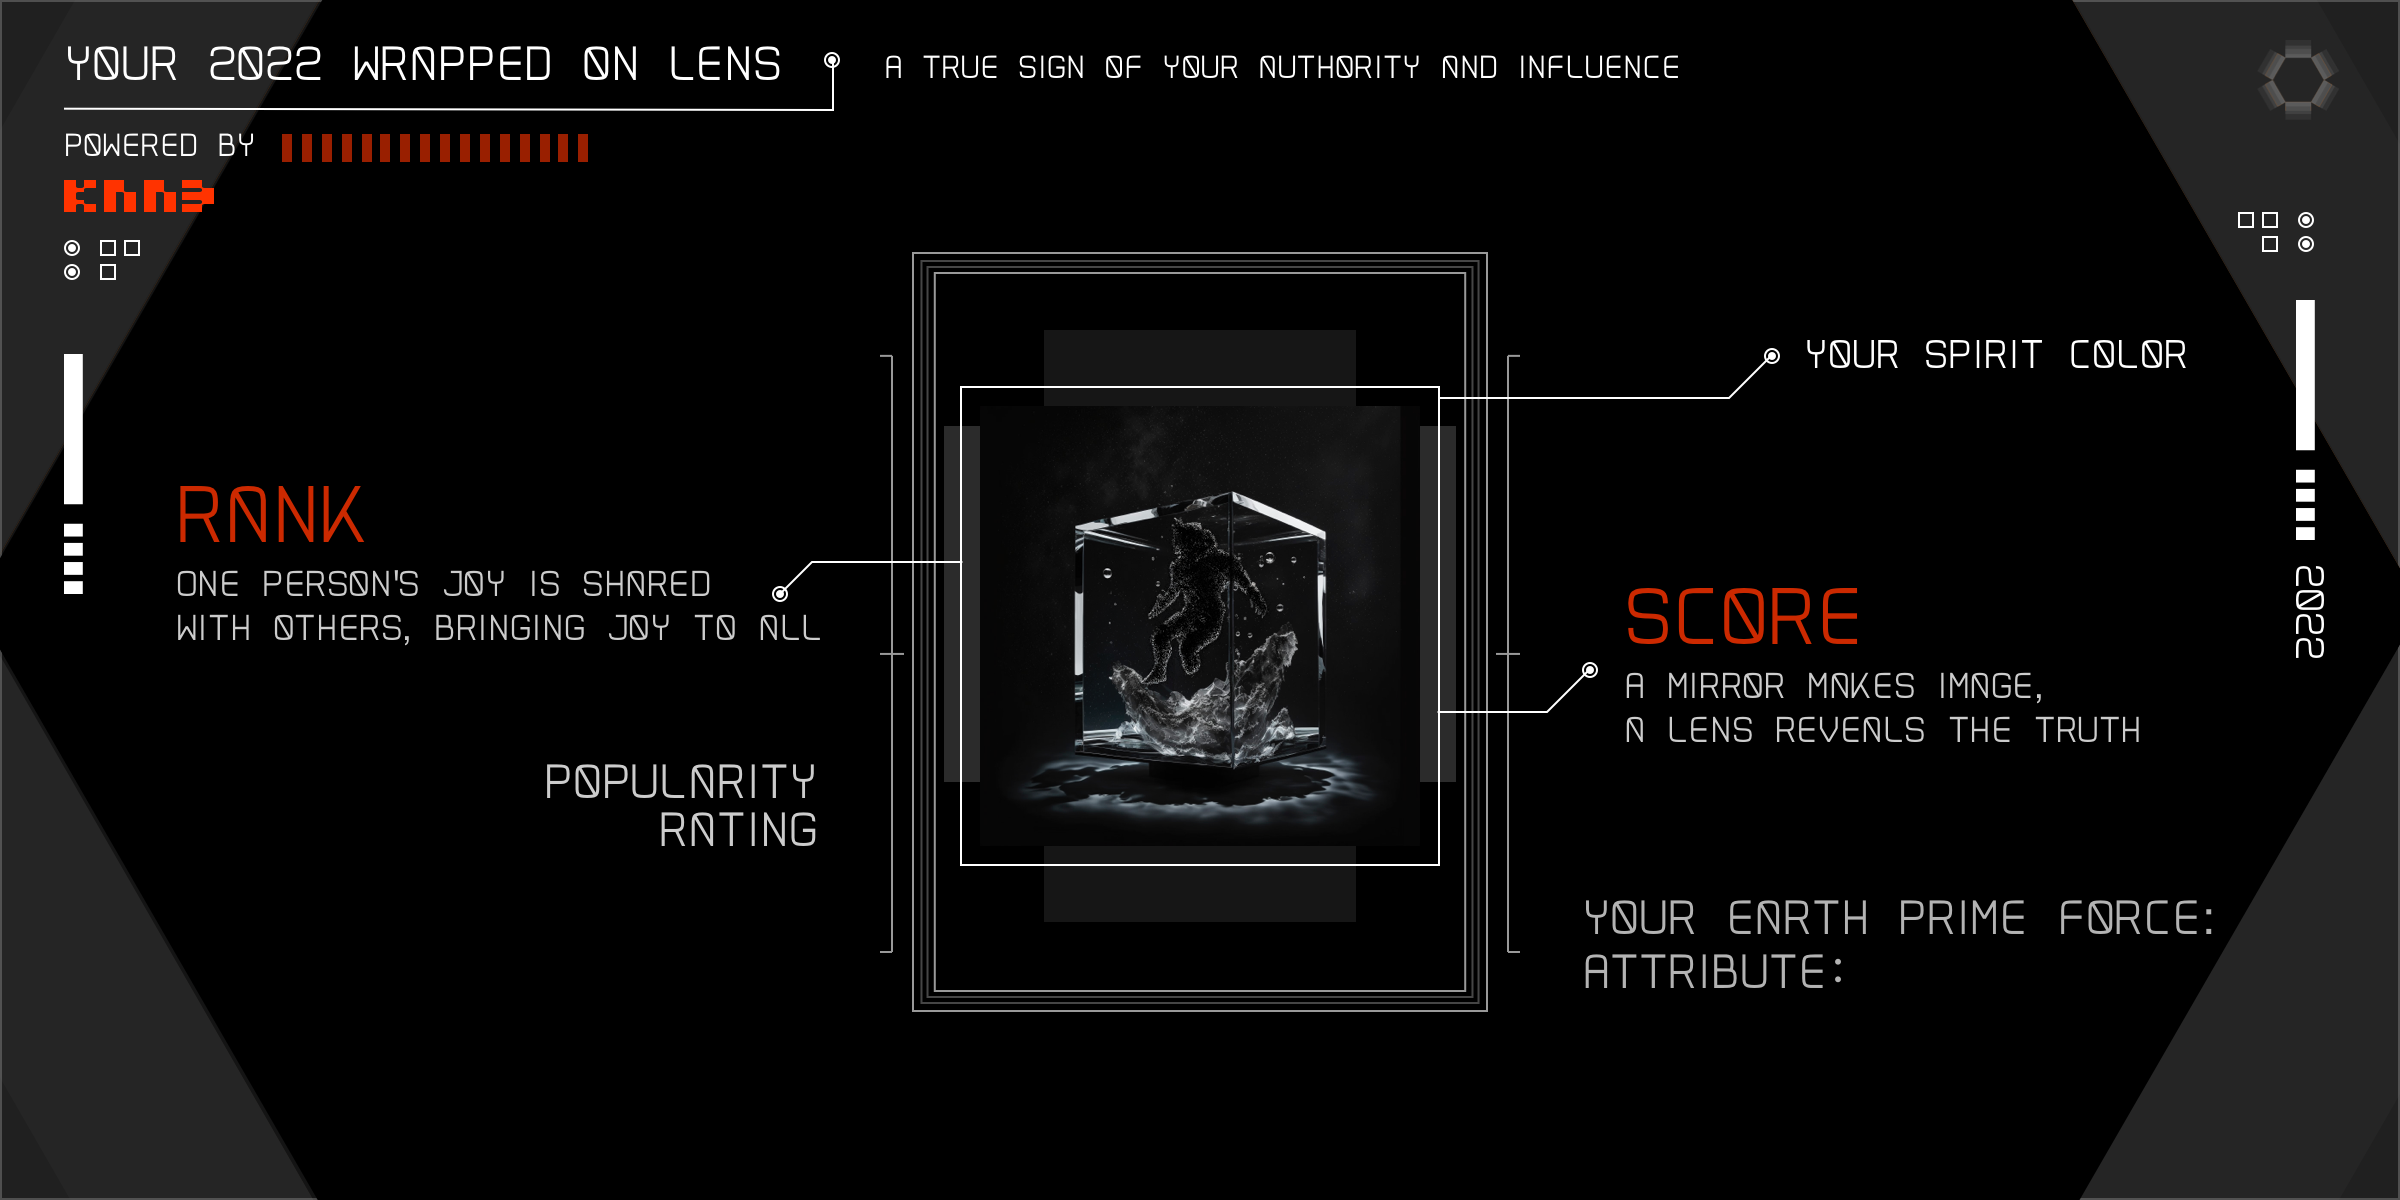 YOUR 2022 WRAPPED ON LENS
A TRUE SIGN OF YOUR AUTHORITY AND INFLUENCE
POWERED BY
KNN3
YOUR SPIRIT COLOR
RANK
ONE PERSON'S JOY IS SHARED
WITH OTHERS, BRINGING JOY TO ALL
2022
SCORE
A MIRROR MAKES IMAGE,
A LENS REVEALS THE TRUTH
POPULARITY
RATING
YOUR EARTH PRIME FORCE:
ATTRIBUTE: